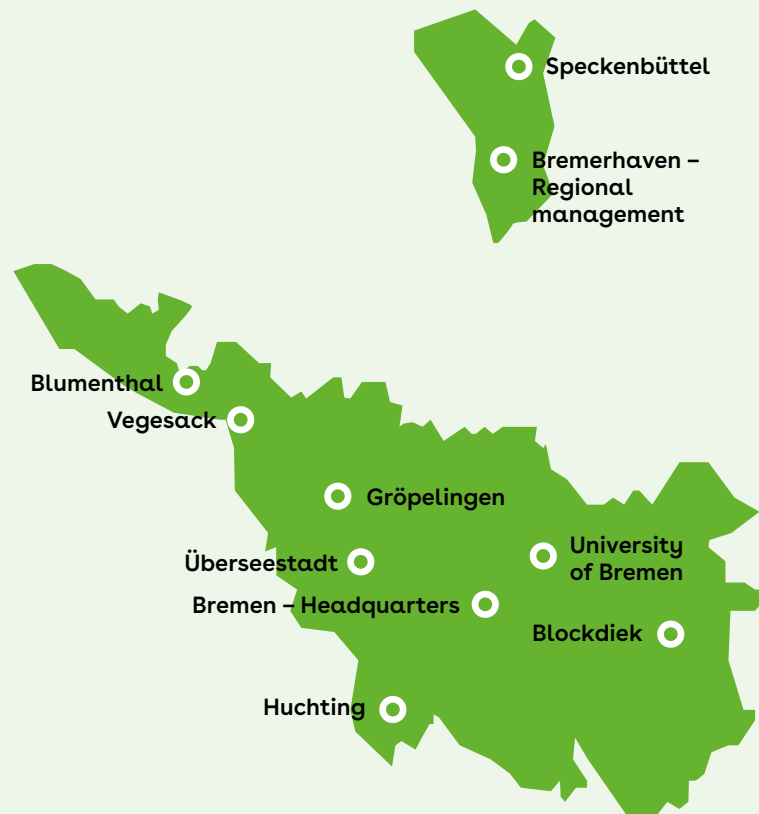 Speckenbüttel
Bremerhaven –
Regional
management
Blumenthal
Vegesack
Gröpelingen
University
of Bremen
Überseestadt
Bremen – Headquarters
Blockdiek
Huchting